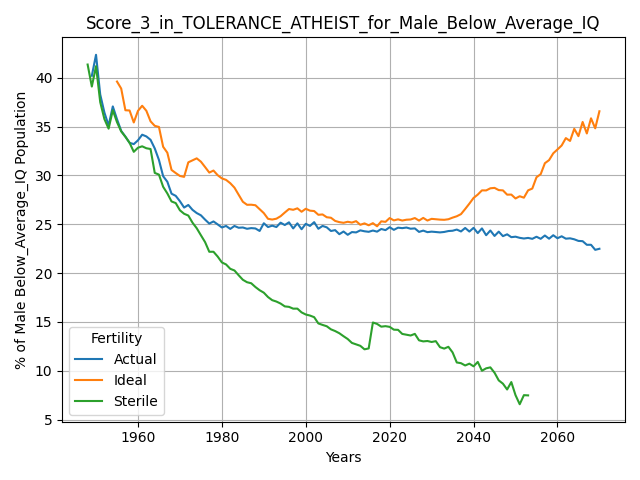 Score_3_in_TOLERANCE_ATHEIST_for_Male_Below_Average_IQ
% of Male Below_Average_IQ Population
40
35
30
25
20
15
10
5
Fertility
Actual
Ideal
Sterile
1960
1980
2000
2020
2040
2060
Years